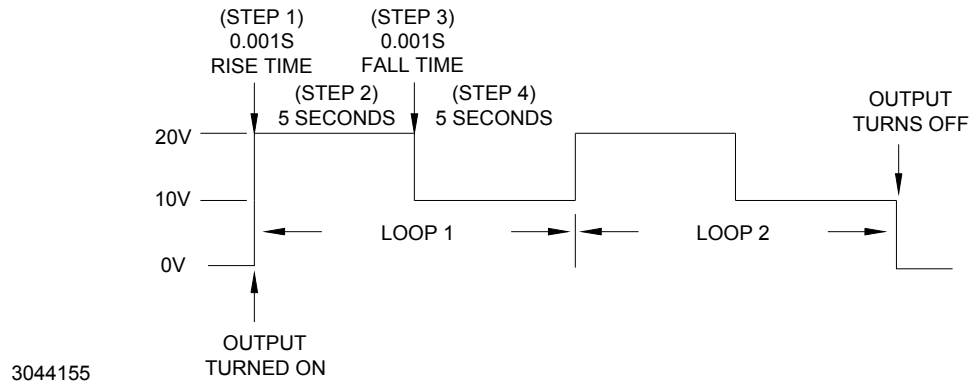 (STEP 1)
0.001S
RISE TIME
(STEP 3)
0.001S
FALL TIME
(STEP 2)
5 SECONDS
(STEP 4)
5 SECONDS
OUTPUT
TURNS OFF
20V
10V
LOOP 1
LOOP 2
0V
OUTPUT
TURNED ON
3044155